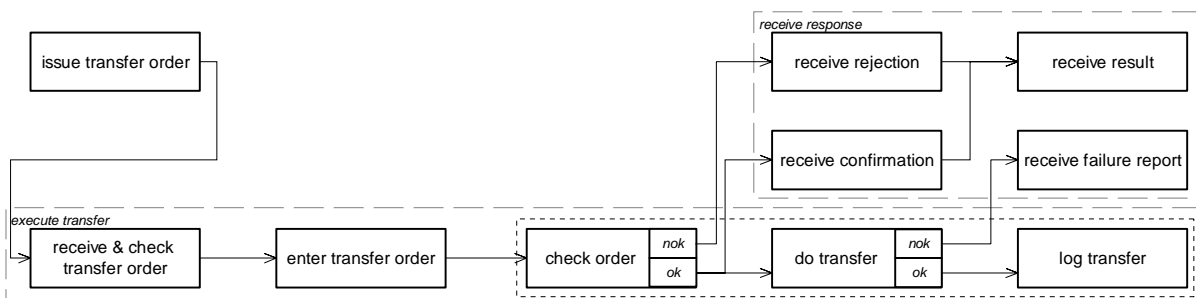 receive response
issue transfer order
receive rejection
receive result
receive confirmation
receive failure report
execute transfer
receive & check
transfer order
enter transfer order
check order
nok
ok
do transfer
nok
ok
log transfer